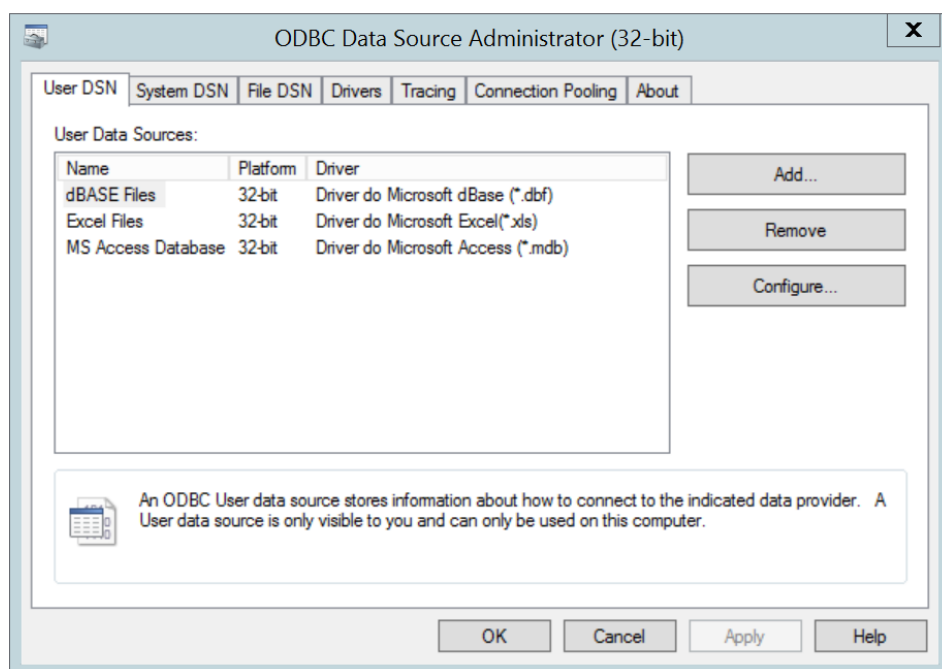 ODBC Data Source Administrator (32-bit)
X
User DSN System DSN File DSN Drivers Tracing Connection Pooling About
User Data Sources:
Name Platform Driver
dBASE Files 32-bit Driver do Microsoft dBase (*.dbf)
Excel Files 32-bit Driver do Microsoft Excel(*.xls)
MS Access Database 32-bit Driver do Microsoft Access (*.mdb)
Add...
Remove
Configure...
An ODBC User data source stores information about how to connect to the indicated data provider. A
User data source is only visible to you and can only be used on this computer.
OK Cancel Apply Help